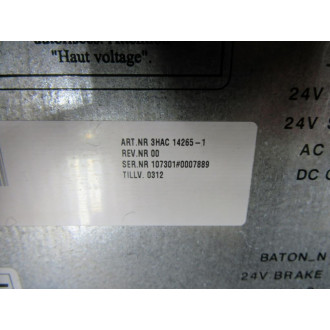 "Haut voltage".
24V
24V
AC
DC
ART.NR 3HAC 14265-1
REV.NR 00
SER.NR 107301#0007889
TILLV. 0312
BATON_N
24V BRAKE